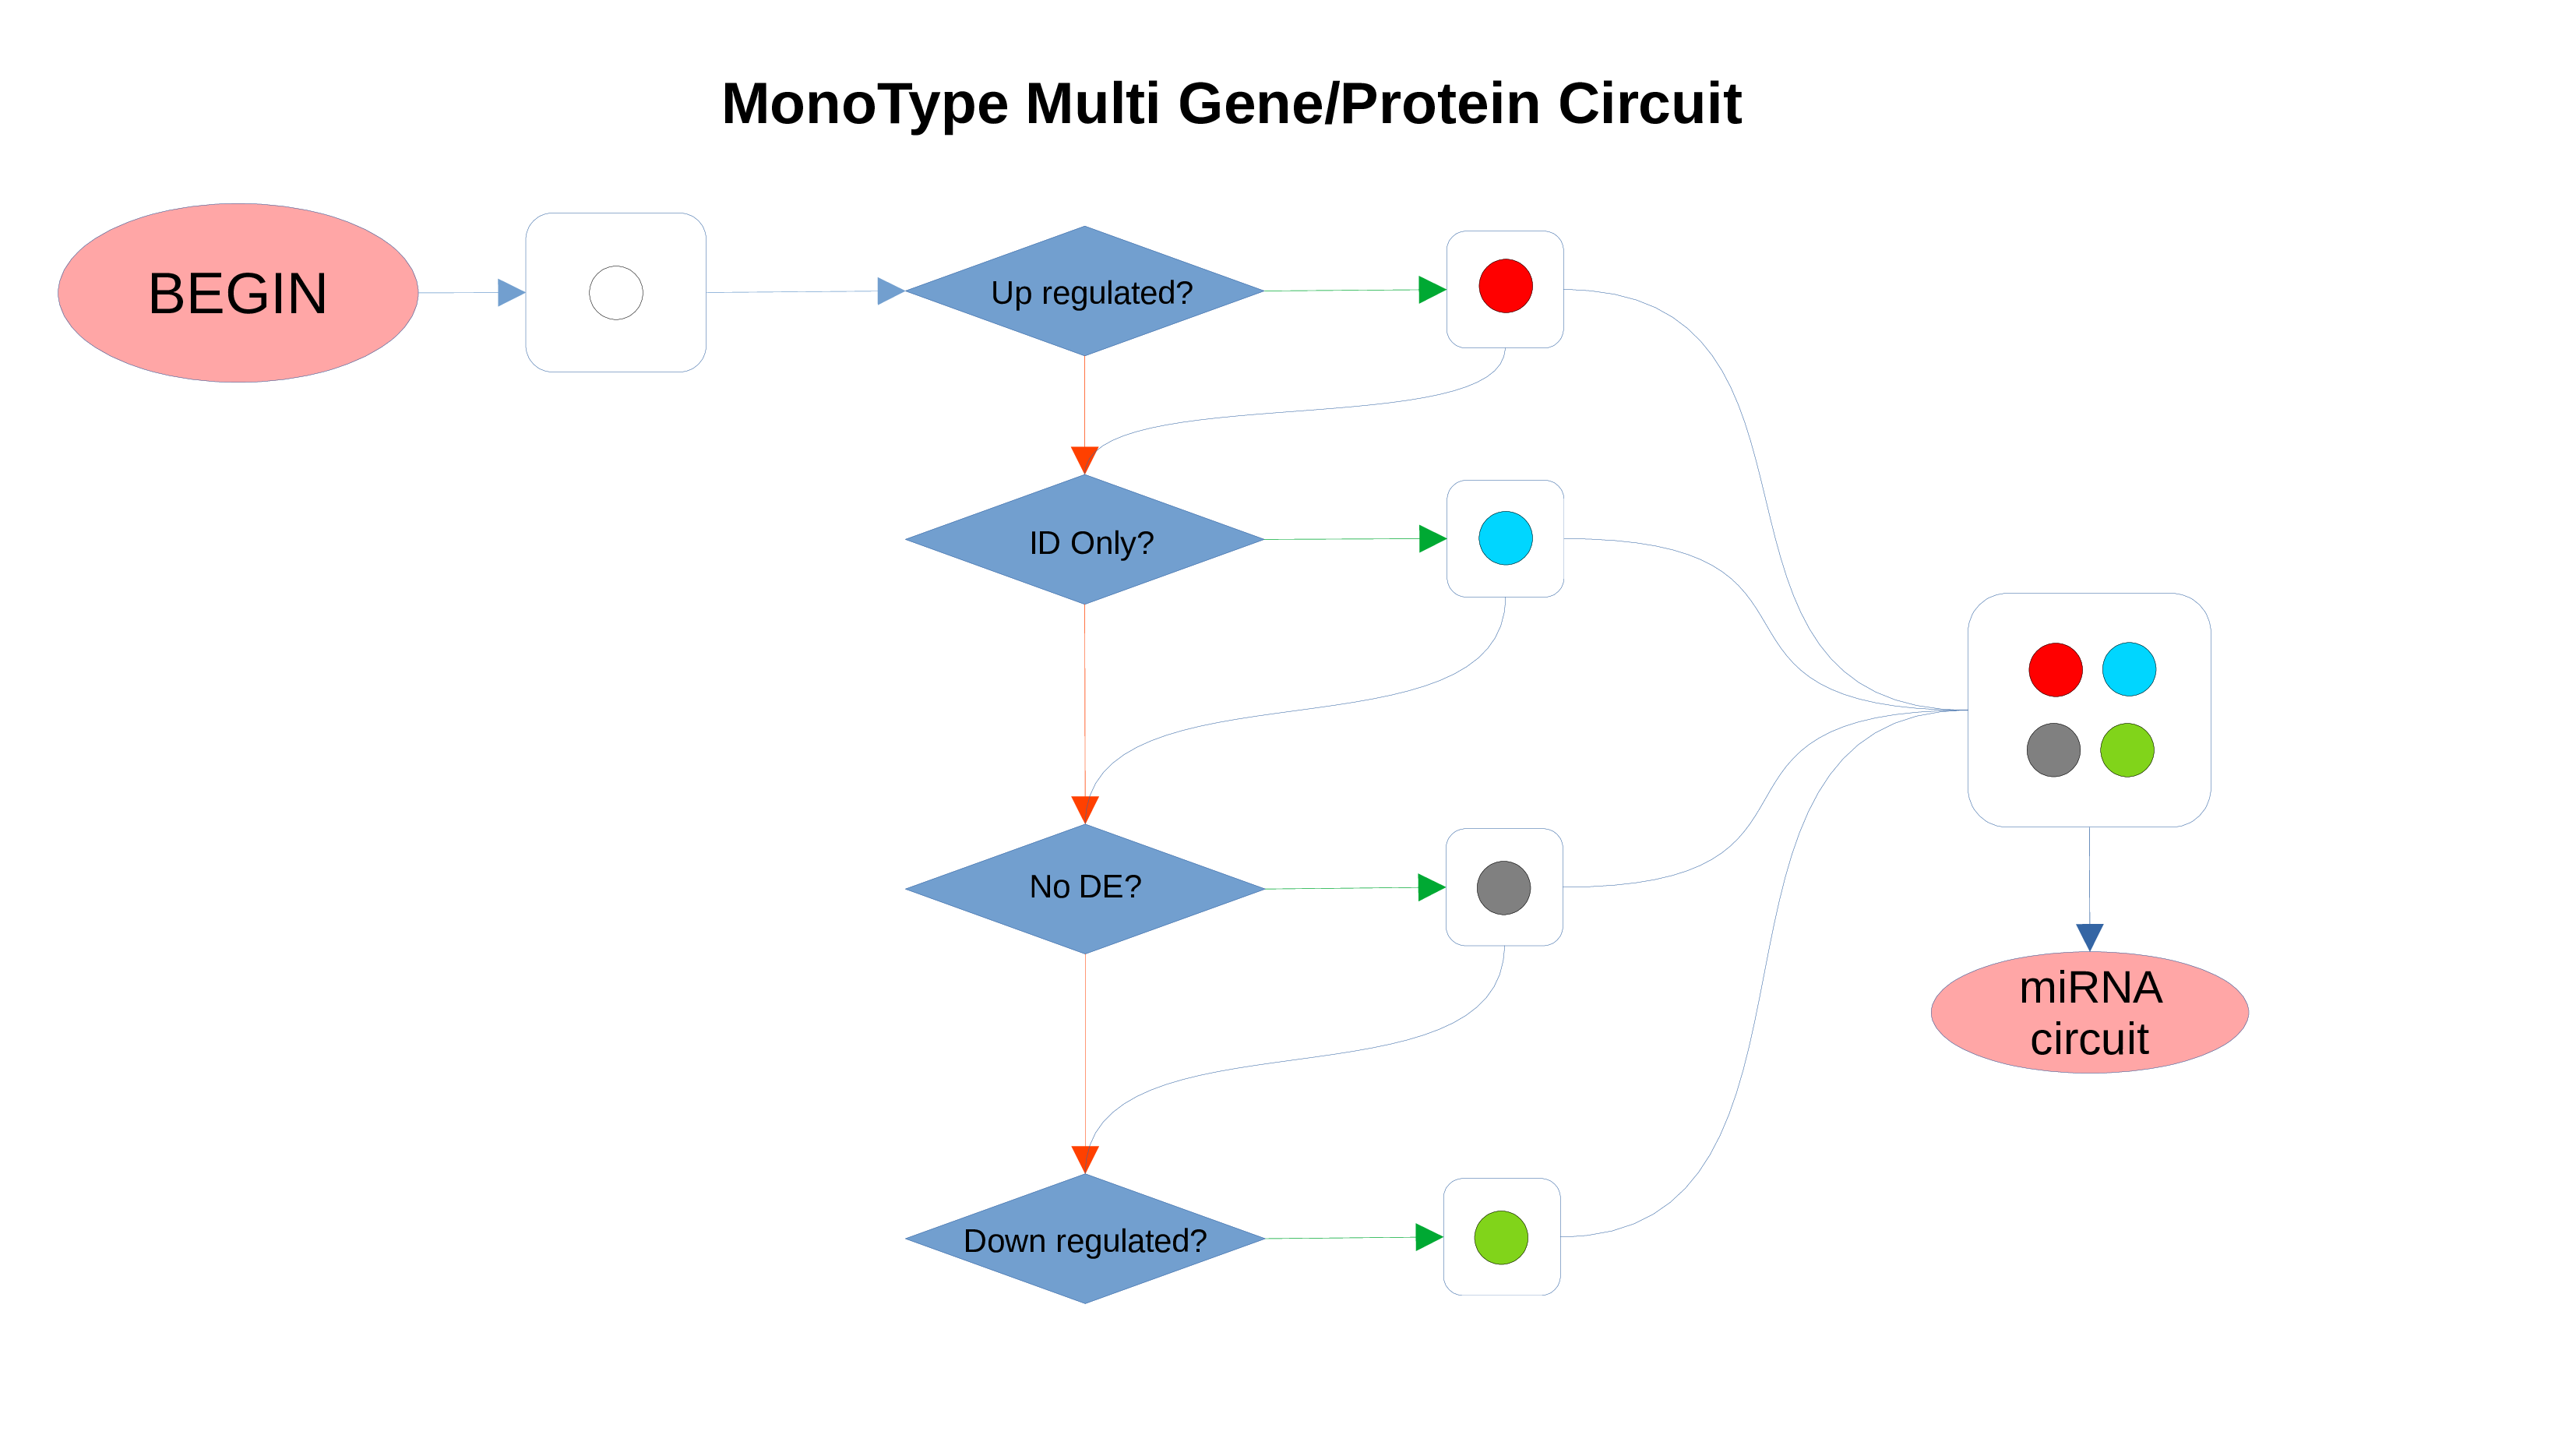 MonoType Multi Gene/Protein Circuit
BEGIN
Up regulated?
ID Only?
No DE?
miRNA
circuit
Down regulated?